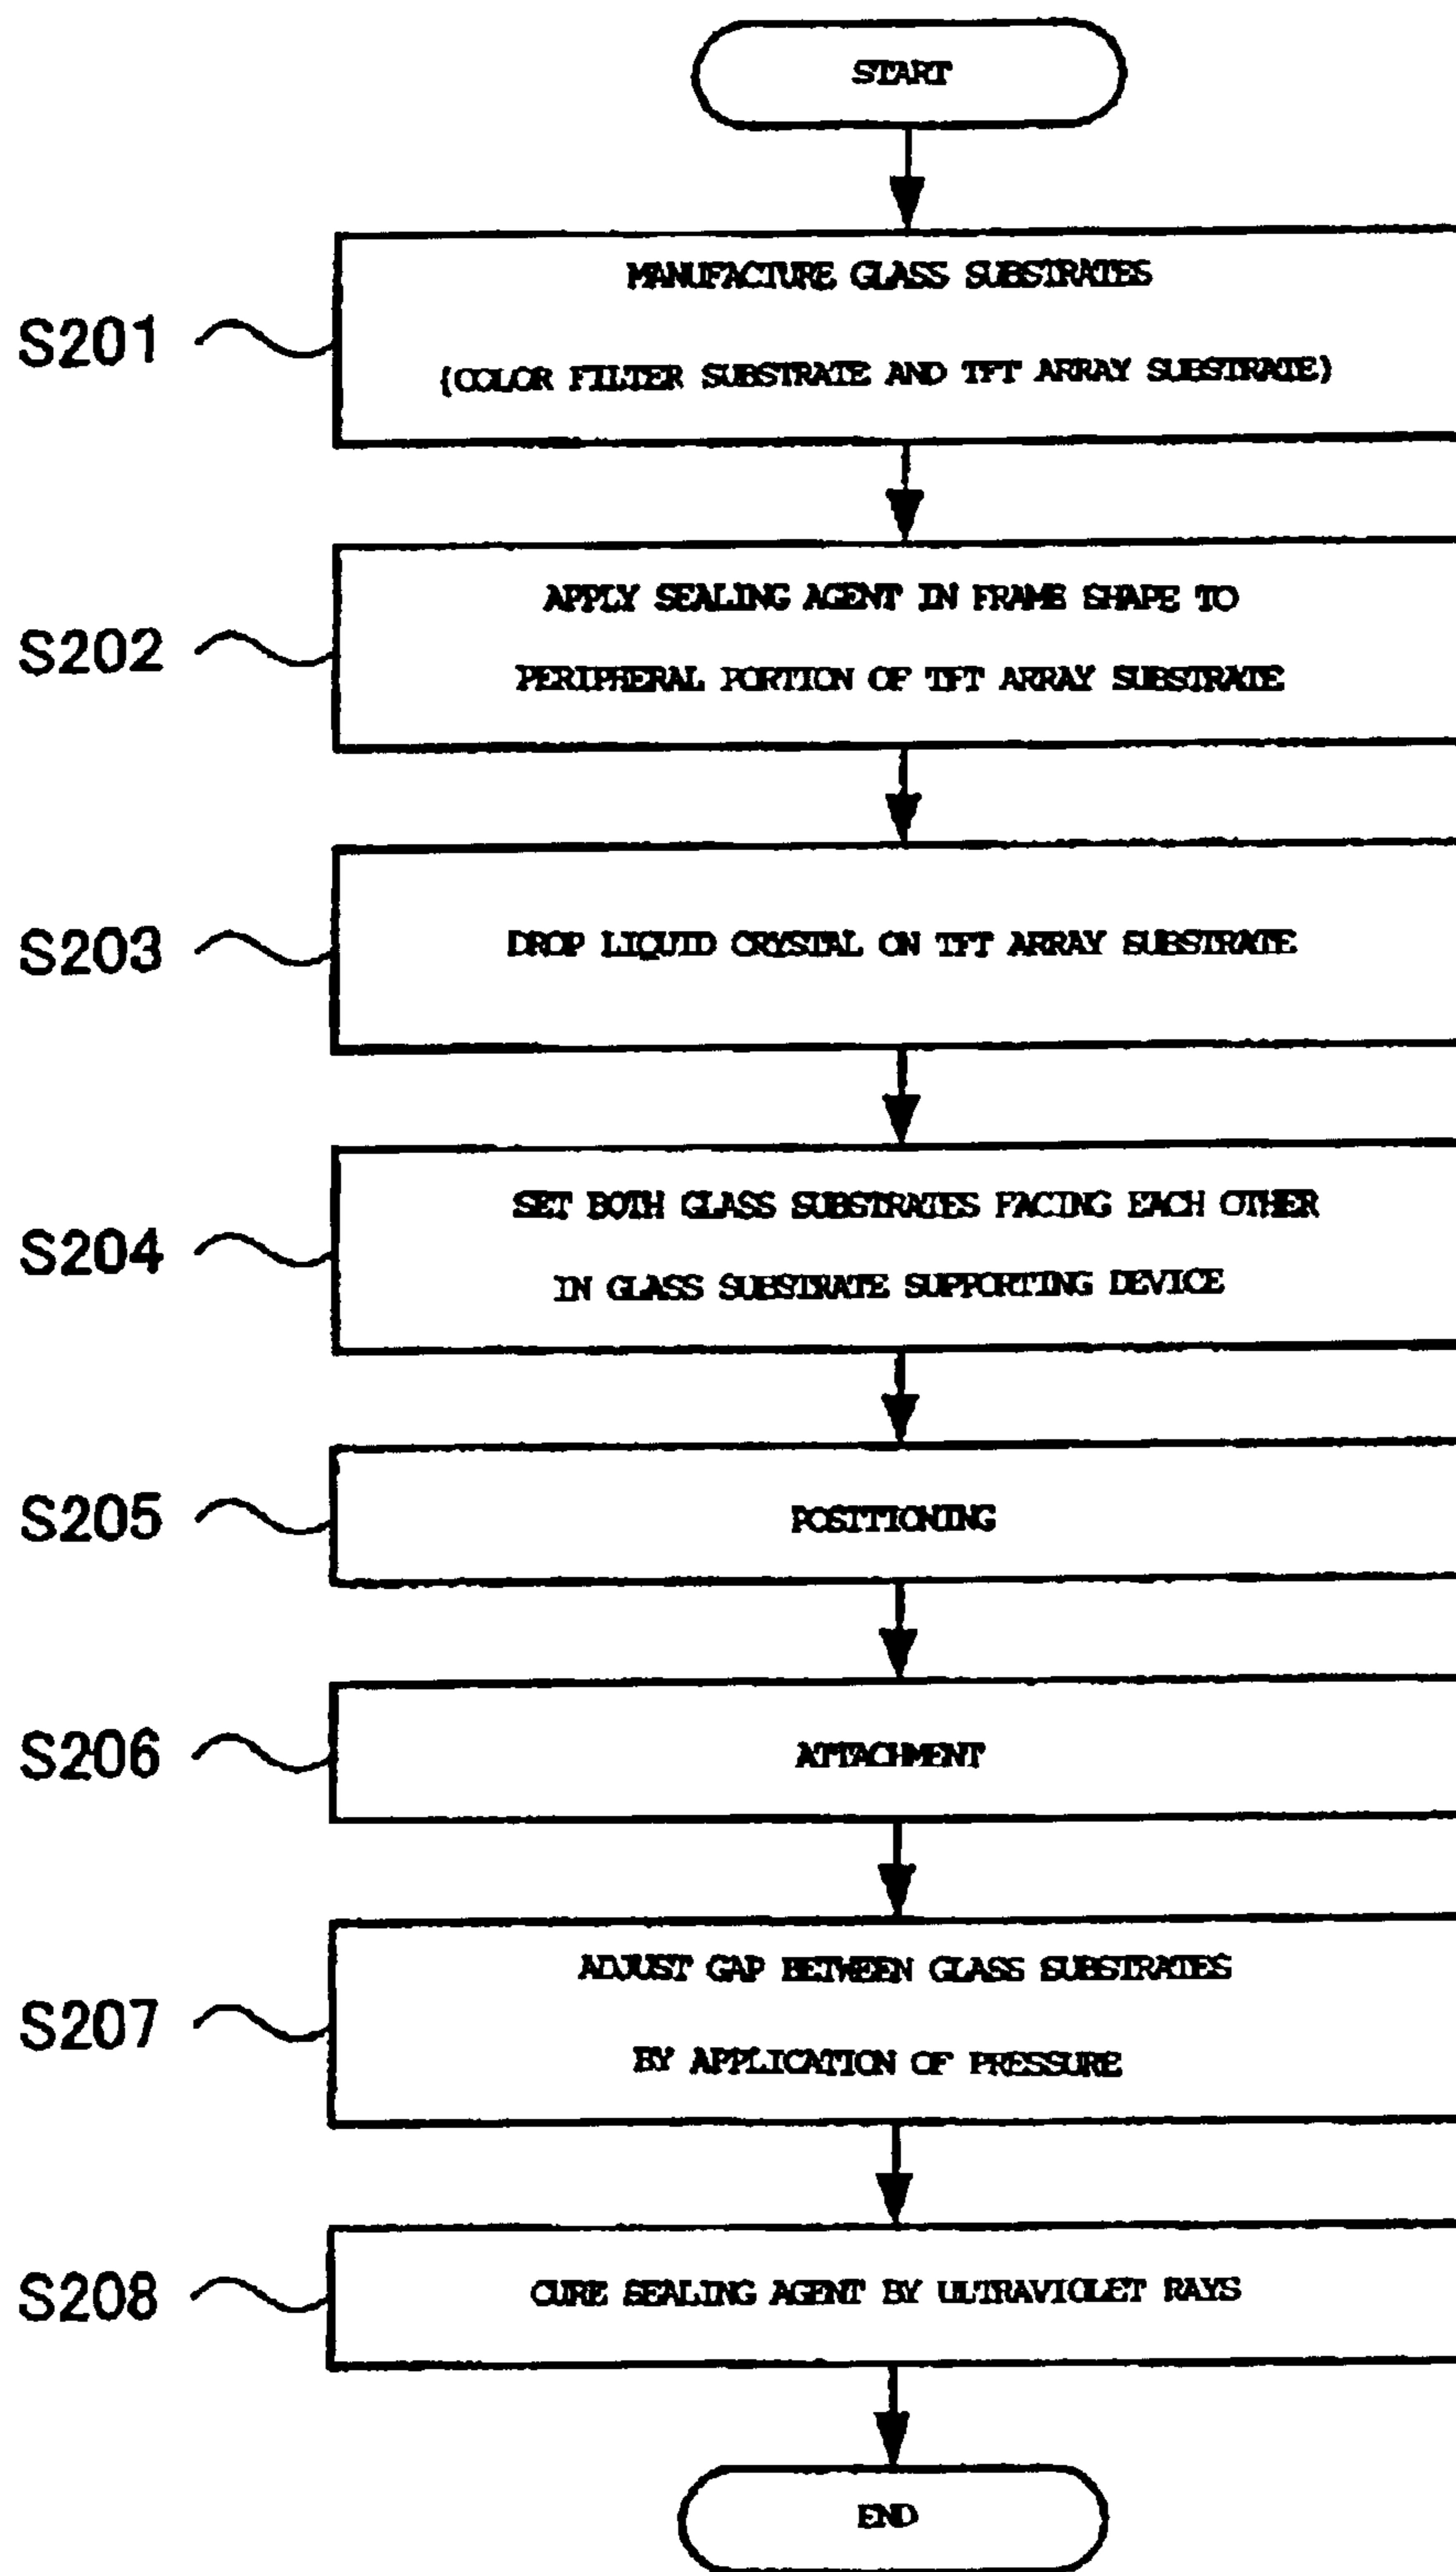 START
MANUFACTURE GLASS SUBSTRATES
S201
(COLOR FILTER SUBSTRATE AND TFT ARRAY SUBSTRATE)
APPLY SEALING AGENT IN FRAME SHAPE TO
S202
PERIPHERAL PORTION OF TFT ARRAY SUBSTRATE
S203
DROP LIQUID CRYSTAL ON TFT ARRAY SUBSTRATE
SET BOTH GLASS SUBSTRATES FACING EACH OTHER
S204
IN GLASS SUBSTRATE SUPPORTING DEVICE
S205
POSITIONING
S206
ATTACHMENT
ADJUST GAP BETWEEN GLASS SUBSTRATES
S207
BY APPLICATION OF PRESSURE
S208
CURE SEALING AGENT BY ULTRAVIOLET RAYS
END